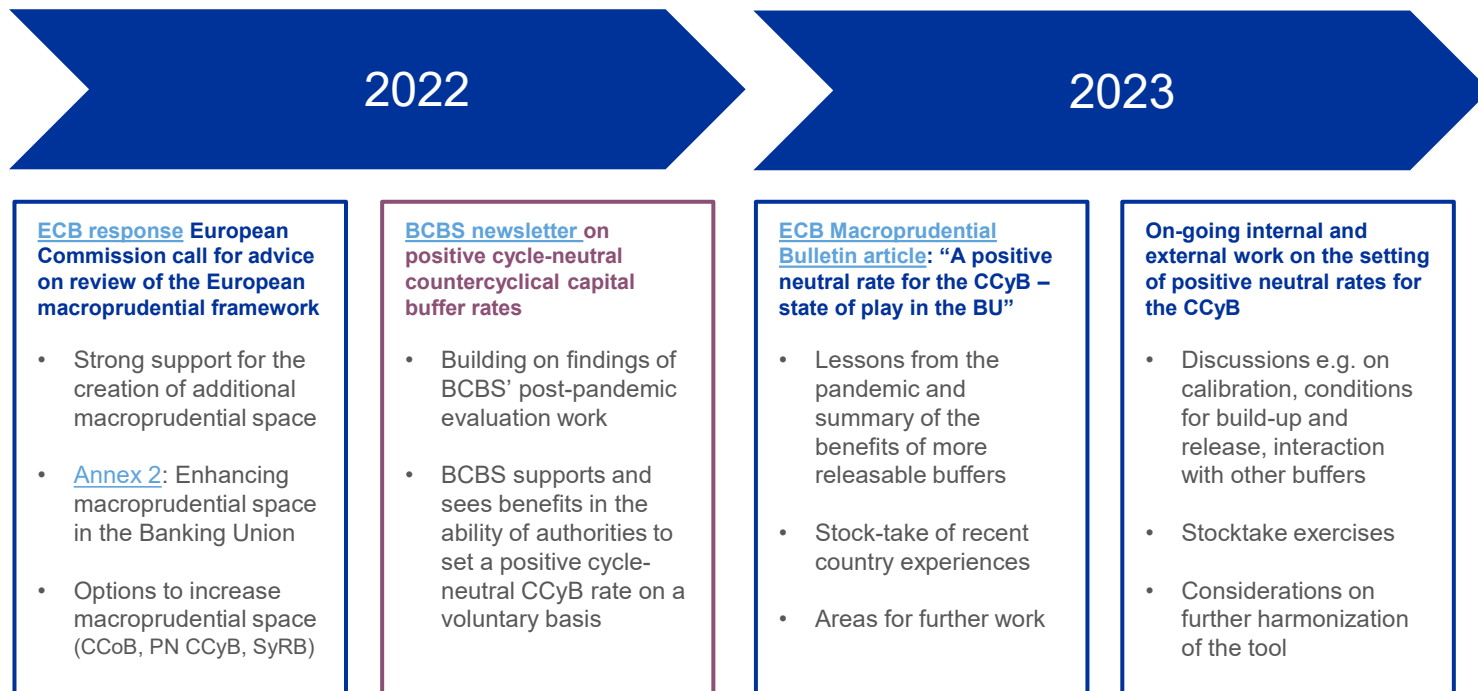 2022
2023
ECB response European
Commission call for advice
on review of the European
macroprudential framework
• Strong support for the
creation of additional
macroprudential space
• Annex 2: Enhancing
macroprudential space
in the Banking Union
• Options to increase
macroprudential space
(CCoB, PN CCyB, SyRB)
BCBS newsletter on
positive cycle-neutral
countercyclical capital
buffer rates
• Building on findings of
BCBS’ post-pandemic
evaluation work
• BCBS supports and
sees benefits in the
ability of authorities to
set a positive cycle-
neutral CCyB rate on a
voluntary basis
ECB Macroprudential
Bulletin article: “A positive
neutral rate for the CCyB –
state of play in the BU”
• Lessons from the
pandemic and
summary of the
benefits of more
releasable buffers
• Stock-take of recent
country experiences
• Areas for further work
On-going internal and
external work on the setting
of positive neutral rates for
the CCyB
• Discussions e.g. on
calibration, conditions
for build-up and
release, interaction
with other buffers
• Stocktake exercises
• Considerations on
further harmonization
of the tool